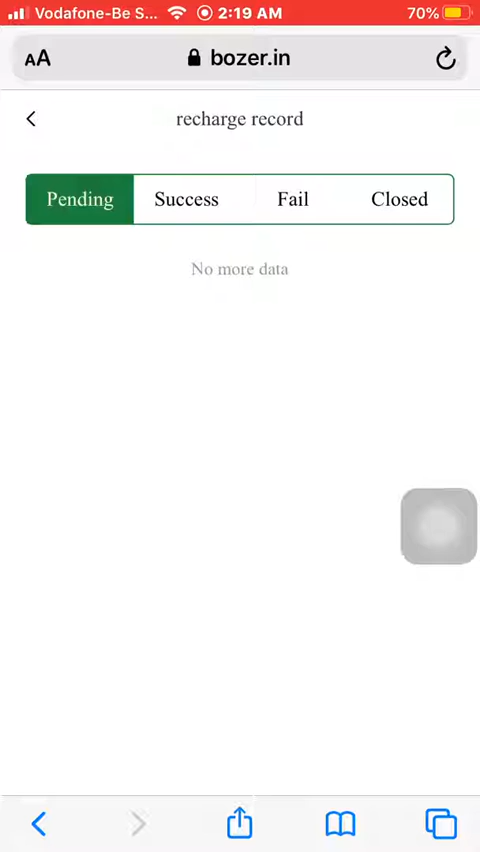 Vodafone-Be S... 2:19 AM 70%
AA bozer.in
recharge record
Pending Success Fail Closed
No more data